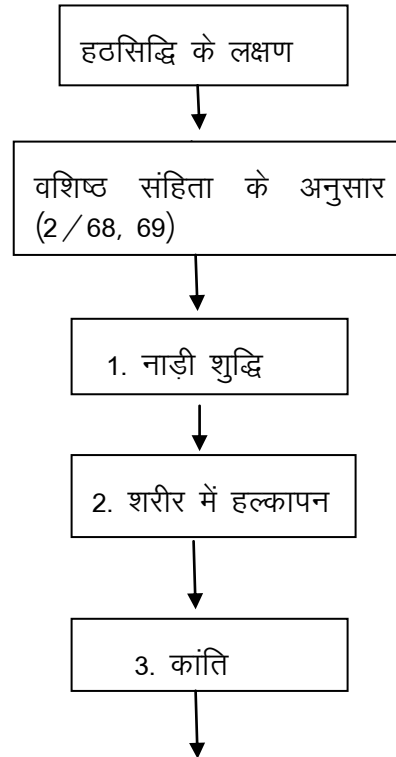 हठसिद्धि के लक्षण
वशिष्ठ संहिता के अनुसार
(2/68, 69)
1. नाड़ी शुद्धि
2. शरीर में हल्कापन
3. कांति